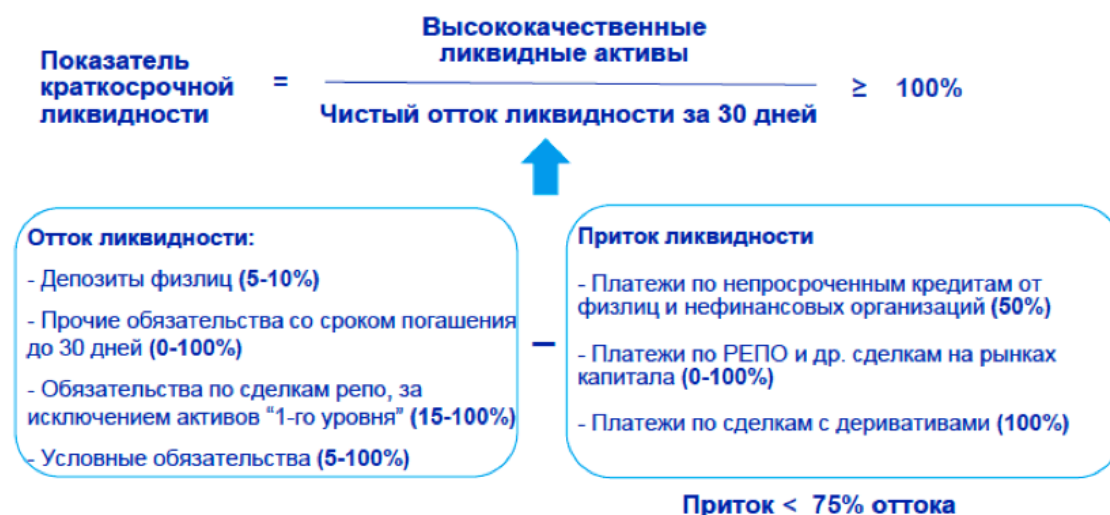 Показатель
краткосрочной
ликвидности
=
Высококачественные
ликвидные активы
Чистый отток ликвидности за 30 дней
≥ 100%
Отток ликвидности:
- Депозиты физлиц (5-10%)
- Прочие обязательства со сроком погашения
до 30 дней (0-100%)
- Обязательства по сделкам репо, за
исключением активов “1-го уровня” (15-100%)
- Условные обязательства (5-100%)
–
Приток ликвидности
- Платежи по непросроченным кредитам от
физлиц и нефинансовых организаций (50%)
- Платежи по РЕПО и др. сделкам на рынках
капитала (0-100%)
- Платежи по сделкам с деривативами (100%)
Приток < 75% оттока